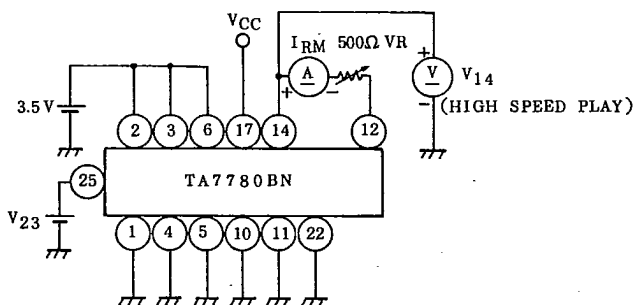 VCC
IRM 500Ω VR
+
A
+ −
V
V14
−
(HIGH SPEED PLAY)
3.5 V
2 3 6 17 14 12
25
TA7780BN
V23
1 4 5 10 11 22